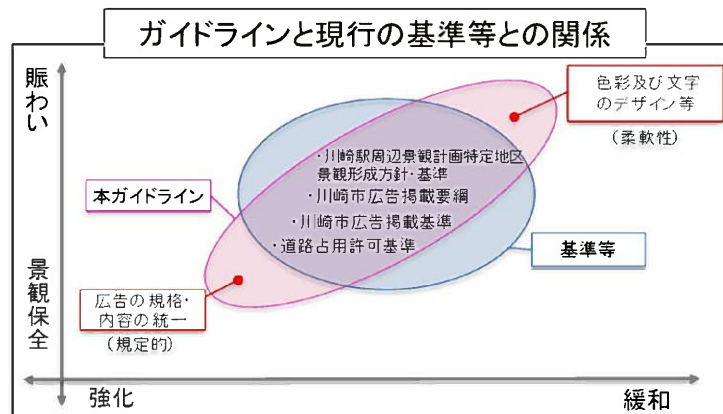 ガイドラインと現行の基準等との関係
賑わい
色彩及び文字
のデザイン等
(柔軟性)
・川崎駅周辺景観計画特定地区
景観形成方針・基準
・川崎市広告掲載要綱
・川崎市広告掲載基準
・道路占用許可基準
本ガイドライン
基準等
景観保全
広告の規格・
内容の統一
(規定的)
強化
緩和